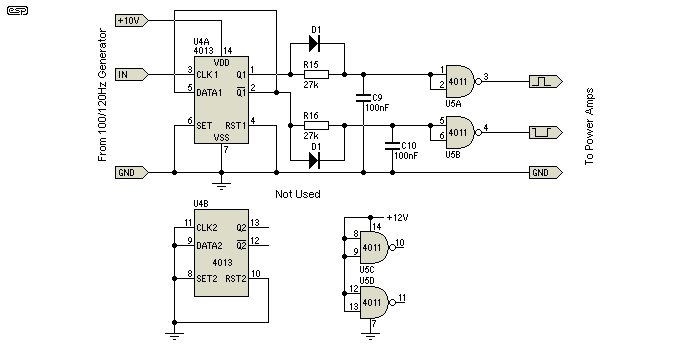 esp
+10V
U4A
4013
14
VDD
D1
IN
3
CLK1
Q1
1
R15
27k
1
2
4011
3
U5A
5
DATA1
Q1
2
C9
100nF
6
SET
RST1
4
R16
27k
5
6
4011
4
U5B
VSS
7
D1
C10
100nF
GND
GND
From 100/120Hz Generator
To Power Amps
Not Used
U4B
11
CLK2
Q2
13
9
DATA2
Q2
12
4013
8
SET2
RST2
10
+12V
14
8
9
4011
10
U5C
U5D
12
13
4011
11
7